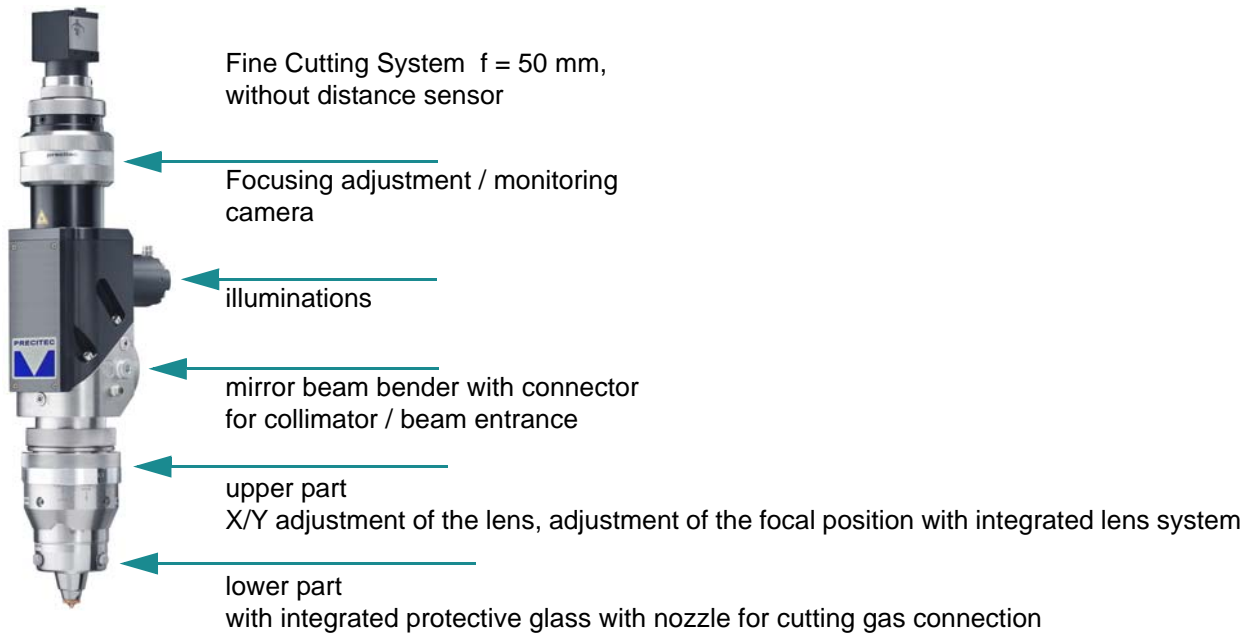 Fine Cutting System f = 50 mm,
without distance sensor
precitec
Focusing adjustment / monitoring
camera
illuminations
PRECITEC
mirror beam bender with connector
for collimator / beam entrance
upper part
X/Y adjustment of the lens, adjustment of the focal position with integrated lens system
lower part
with integrated protective glass with nozzle for cutting gas connection